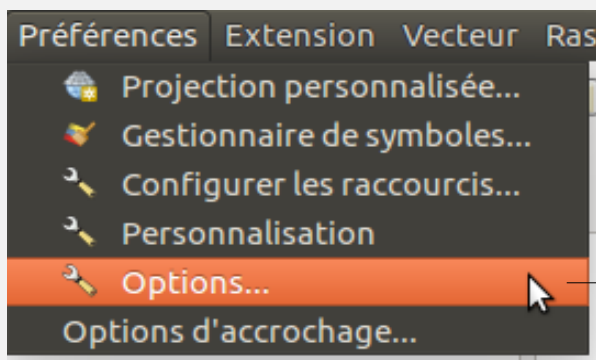 Préférences Extension Vecteur Ras
Projection personnalisée...
Gestionnaire de symboles...
Configurer les raccourcis...
Personnalisation
Options...
Options d'accrochage...